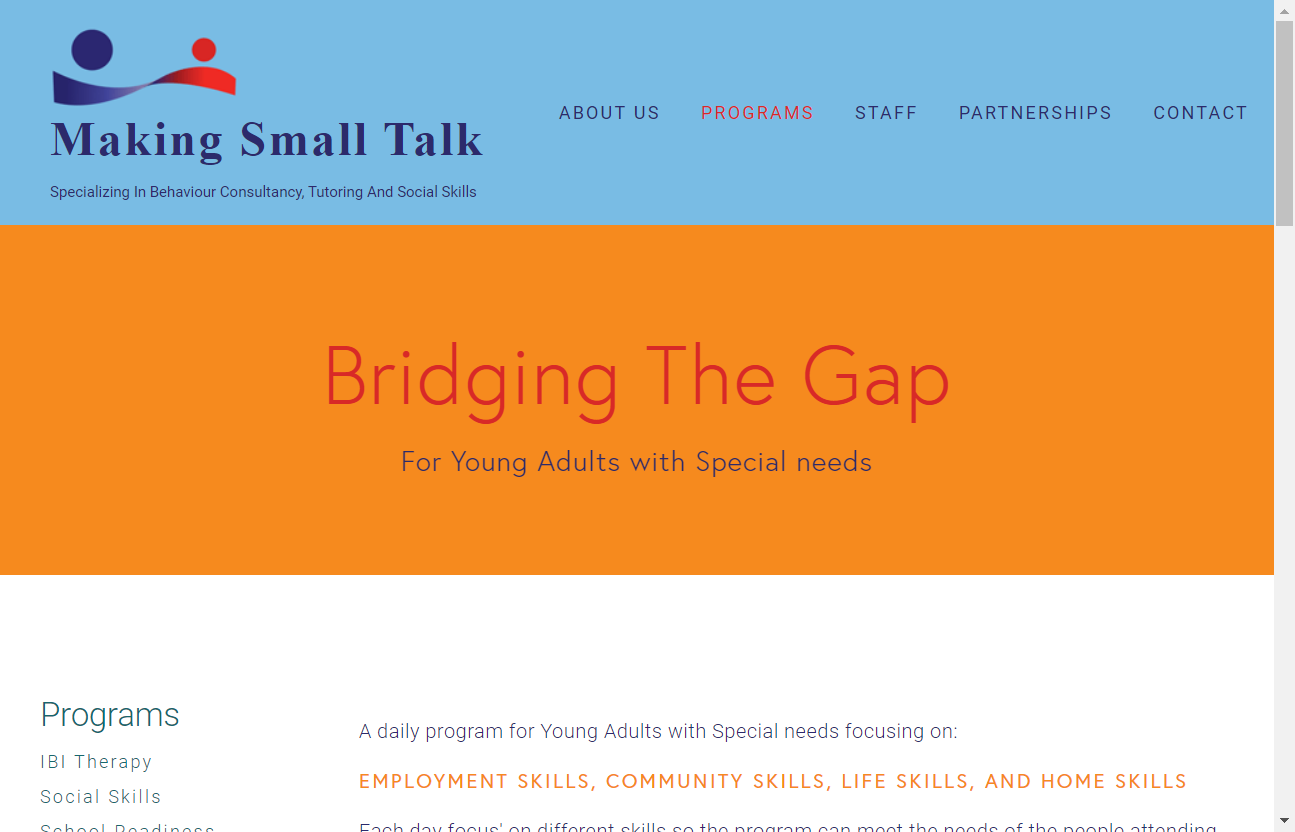 Making Small Talk
Specializing In Behaviour Consultancy, Tutoring And Social Skills
ABOUT US
PROGRAMS
STAFF
PARTNERSHIPS
CONTACT
Bridging The Gap
For Young Adults with Special needs
Programs
IBI Therapy
Social Skills
School Readiness
A daily program for Young Adults with Special needs focusing on:
EMPLOYMENT SKILLS, COMMUNITY SKILLS, LIFE SKILLS, AND HOME SKILLS
Each day focus' on different skills so the program can meet the needs of the people attending